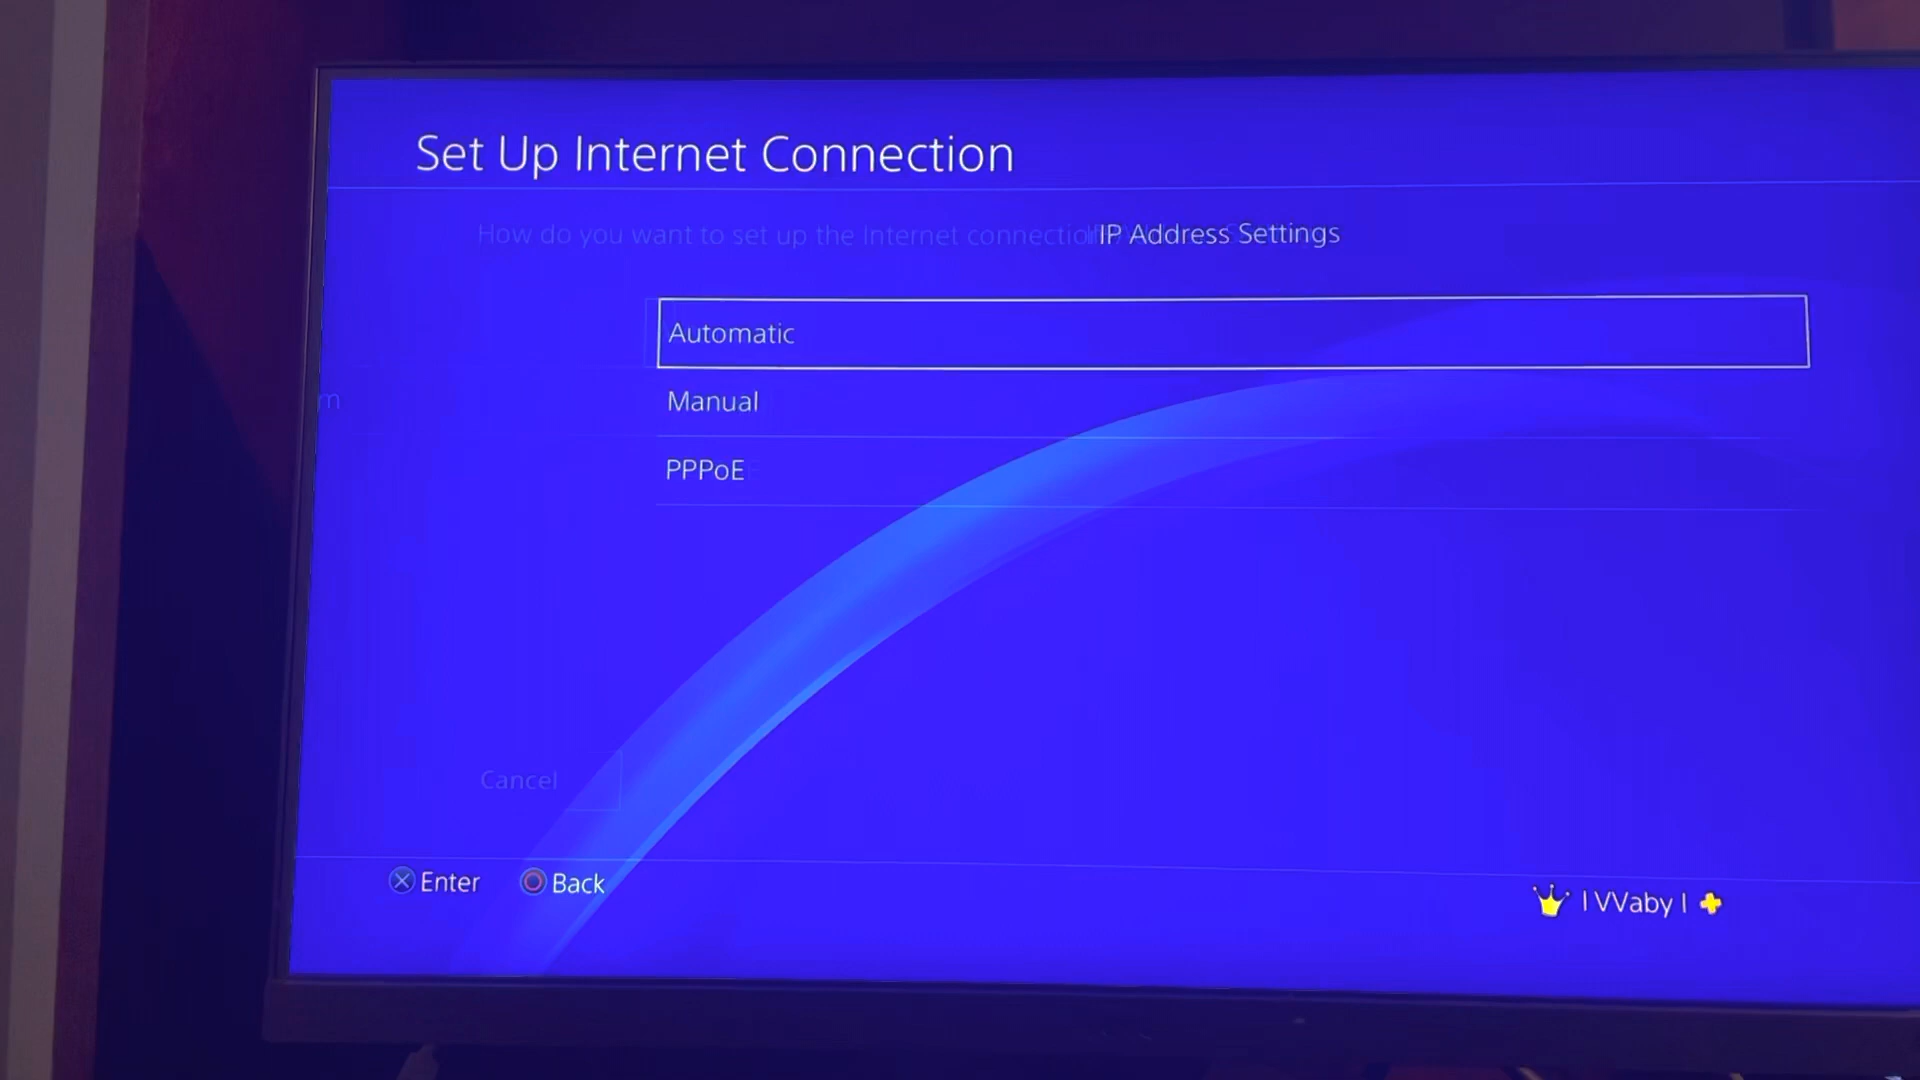 Set Up Internet Connection
How do you want to set up the Internet connection
IP Address Settings
Automatic
Manual
PPPoE
Cancel
Enter
Back
I VVaby I